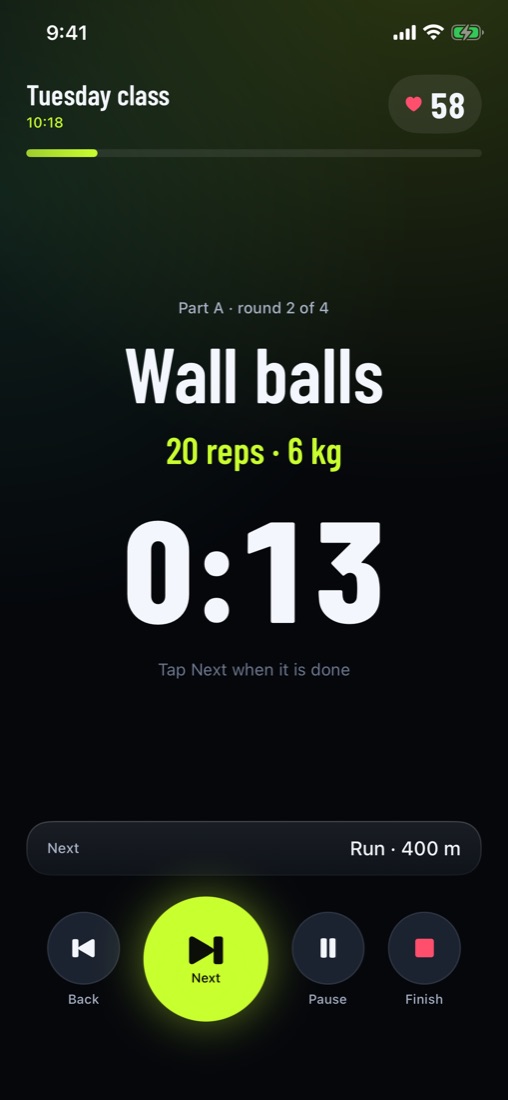 9:41
Tuesday class
10:18
58
Part A · round 2 of 4
Wall balls
20 reps · 6 kg
0:13
Tap Next when it is done
Next
Run · 400 m
Next
Back
Pause
Finish